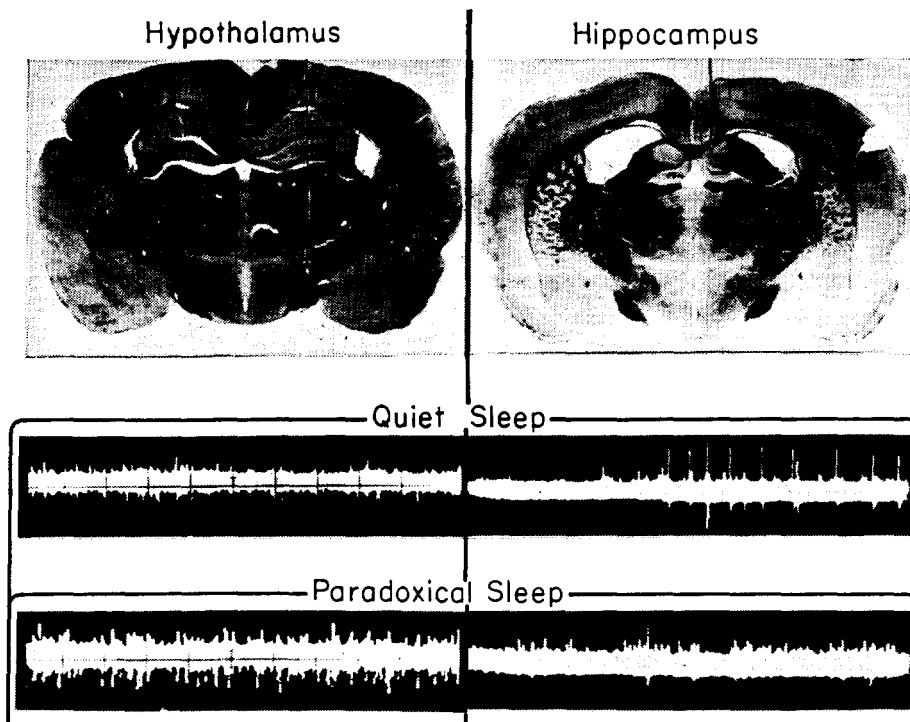 Hypothalamus
Hippocampus
Quiet Sleep
Paradoxical Sleep